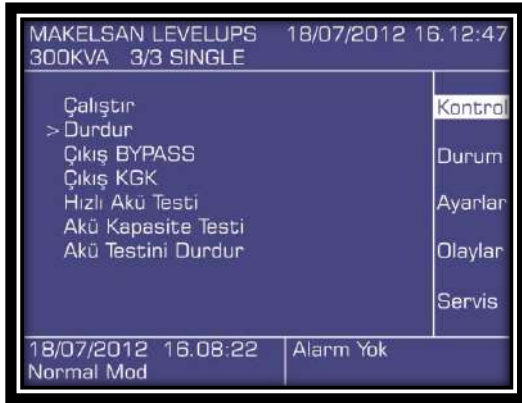 MAKELSAN LEVELUPS 18/07/2012 16.12:47
300KVA 3/3 SINGLE
Çalıştır
> Durdur
Çıkış BYPASS
Çıkış KGK
Hızlı Akü Testi
Akü Kapasite Testi
Akü Testini Durdur
Kontrol
Durum
Ayarlar
Olaylar
Servis
18/07/2012 16.08:22 Alarm Yok
Normal Mod